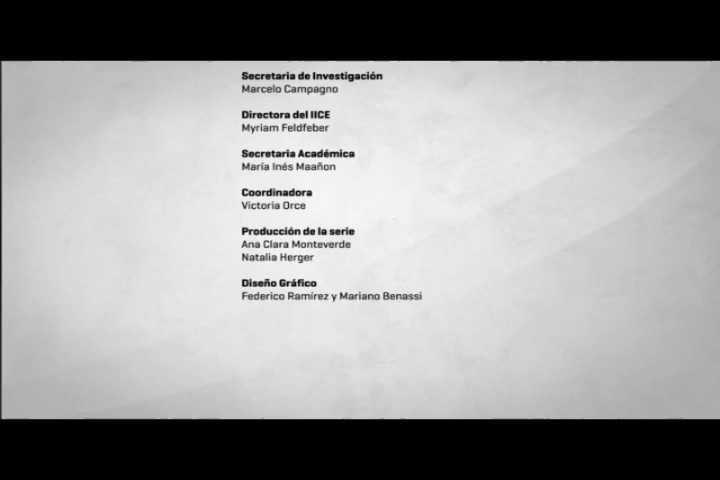 Secretaria de Investigación
Marcelo Campagno
Directora del IICE
Myriam Feldfeber
Secretaria Académica
María Inés Maañon
Coordinadora
Victoria Orce
Producción de la serie
Ana Clara Monteverde
Natalia Herger
Diseño Gráfico
Federico Ramírez y Mariano Benassi